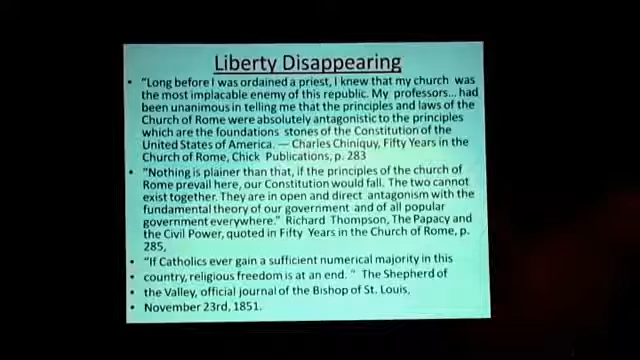 Liberty Disappearing
• “Long before I was ordained a priest, I knew that my church was
the most implacable enemy of this republic. My professors... had
been unanimous in telling me that the principles and laws of the
Church of Rome were absolutely antagonistic to the principles
which are the foundations stones of the Constitution of the
United States of America. — Charles Chiniquy, Fifty Years in the
Church of Rome, Chick Publications, p. 283
• "Nothing is plainer than that, if the principles of the church of
Rome prevail here, our Constitution would fall. The two cannot
exist together. They are in open and direct antagonism with the
fundamental theory of our government and of all popular
government everywhere." Richard Thompson, The Papacy and
the Civil Power, quoted in Fifty Years in the Church of Rome, p.
285,
• “If Catholics ever gain a sufficient numerical majority in this
• country, religious freedom is at an end. " The Shepherd of
• the Valley, official journal of the Bishop of St. Louis,
• November 23rd, 1851.